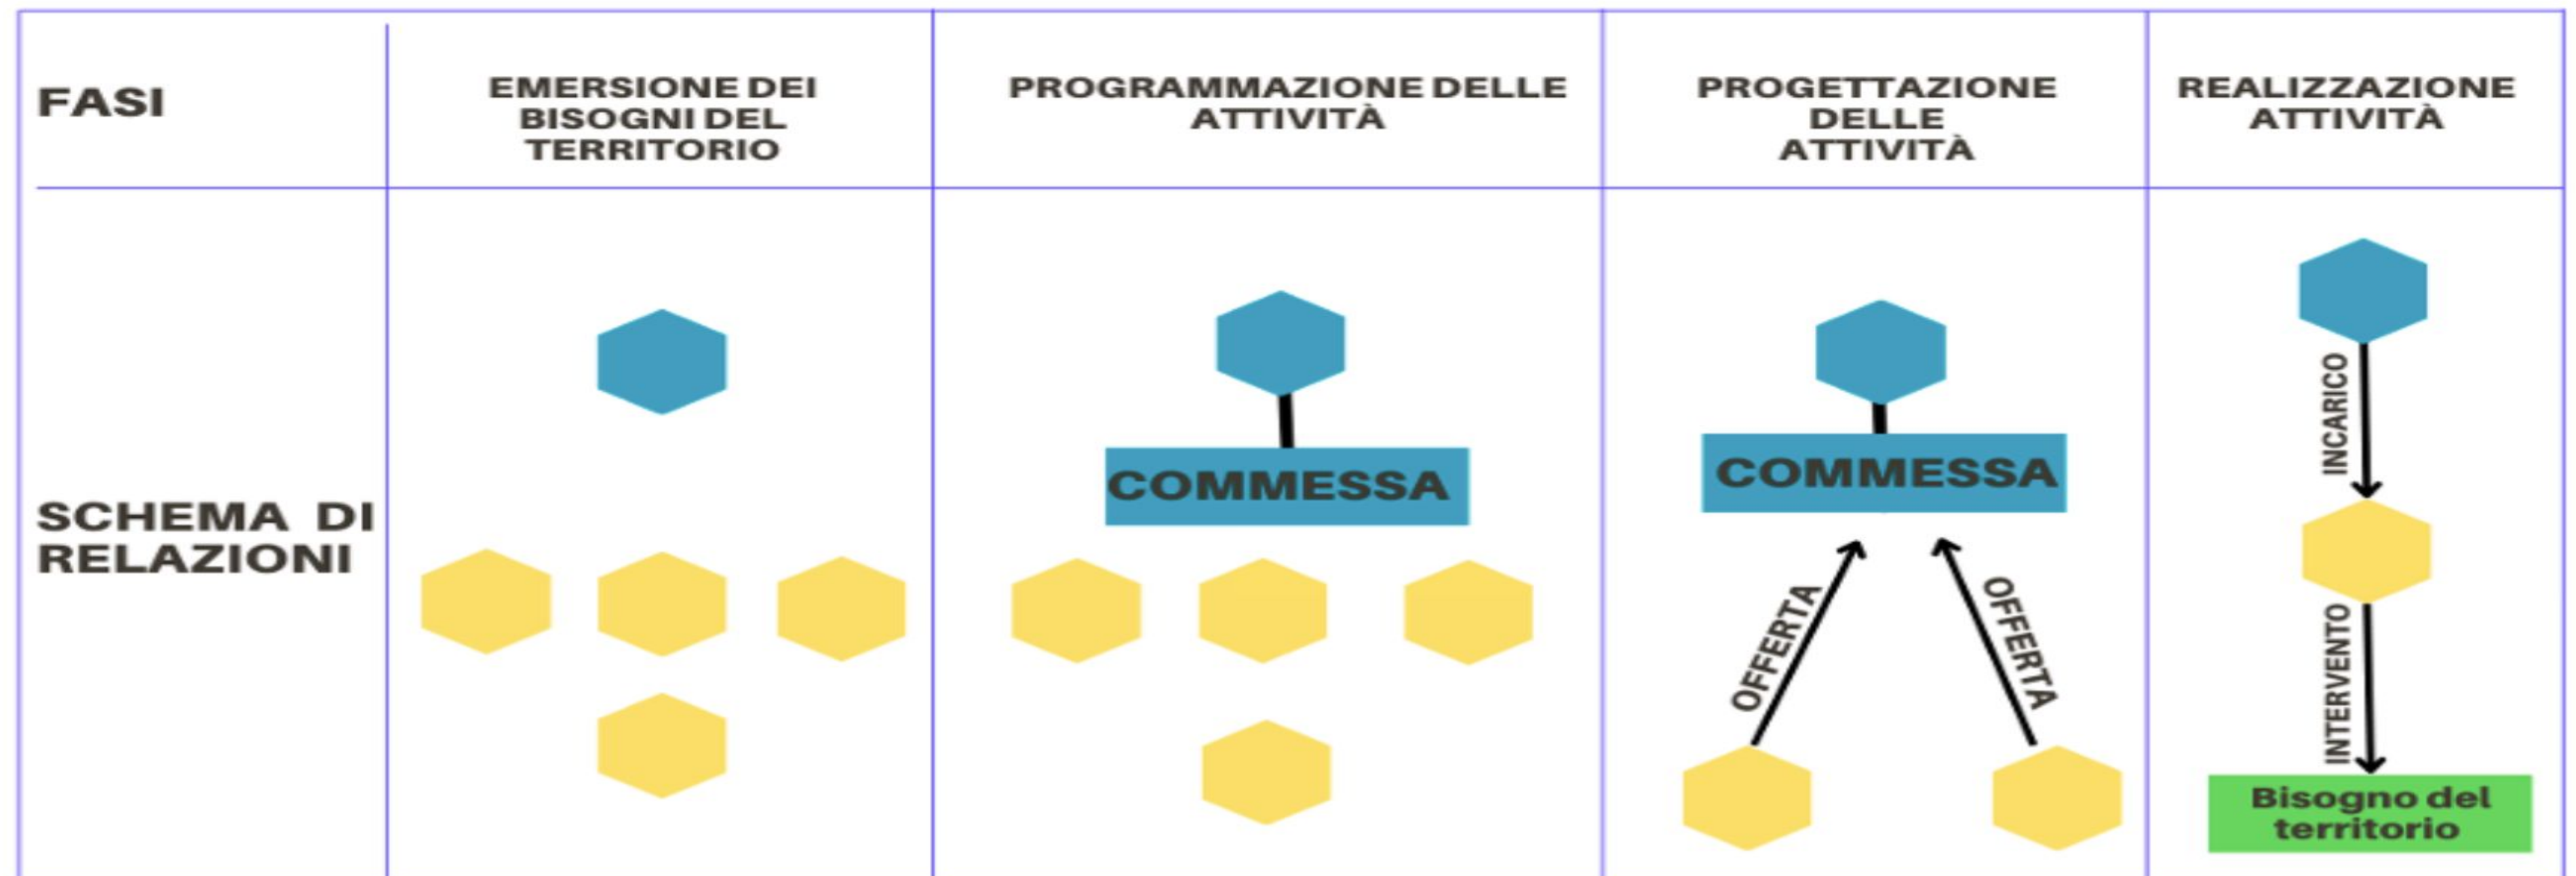 FASI
EMERSIONE DEI
BISOGNI DEL
TERRITORIO
PROGRAMMAZIONE DELLE
ATTIVITÀ
PROGETTAZIONE
DELLE
ATTIVITÀ
REALIZZAZIONE
ATTIVITÀ
SCHEMA DI
RELAZIONI
COMMESSA
COMMESSA
OFFERTA
OFFERTA
INCARICO
INTERVENTO
Bisogno del
territorio